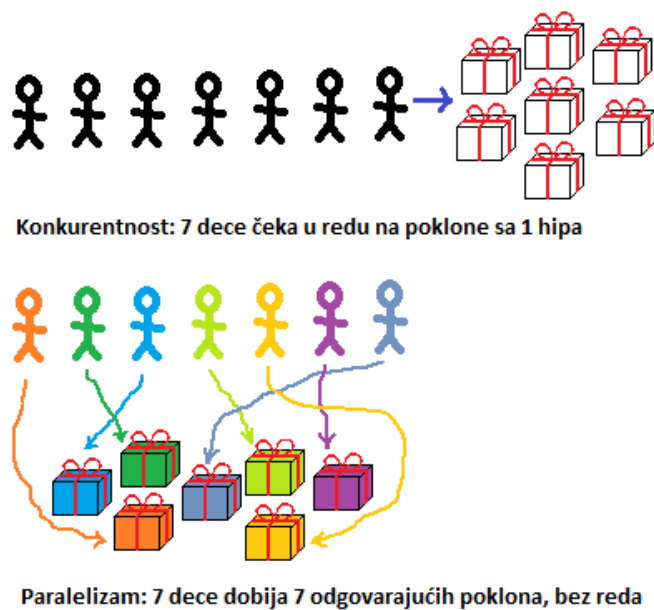 Konkurentnost: 7 dece čeka u redu na poklone sa 1 hipa
Paralelizam: 7 dece dobija 7 odgovarajućih poklona, bez reda